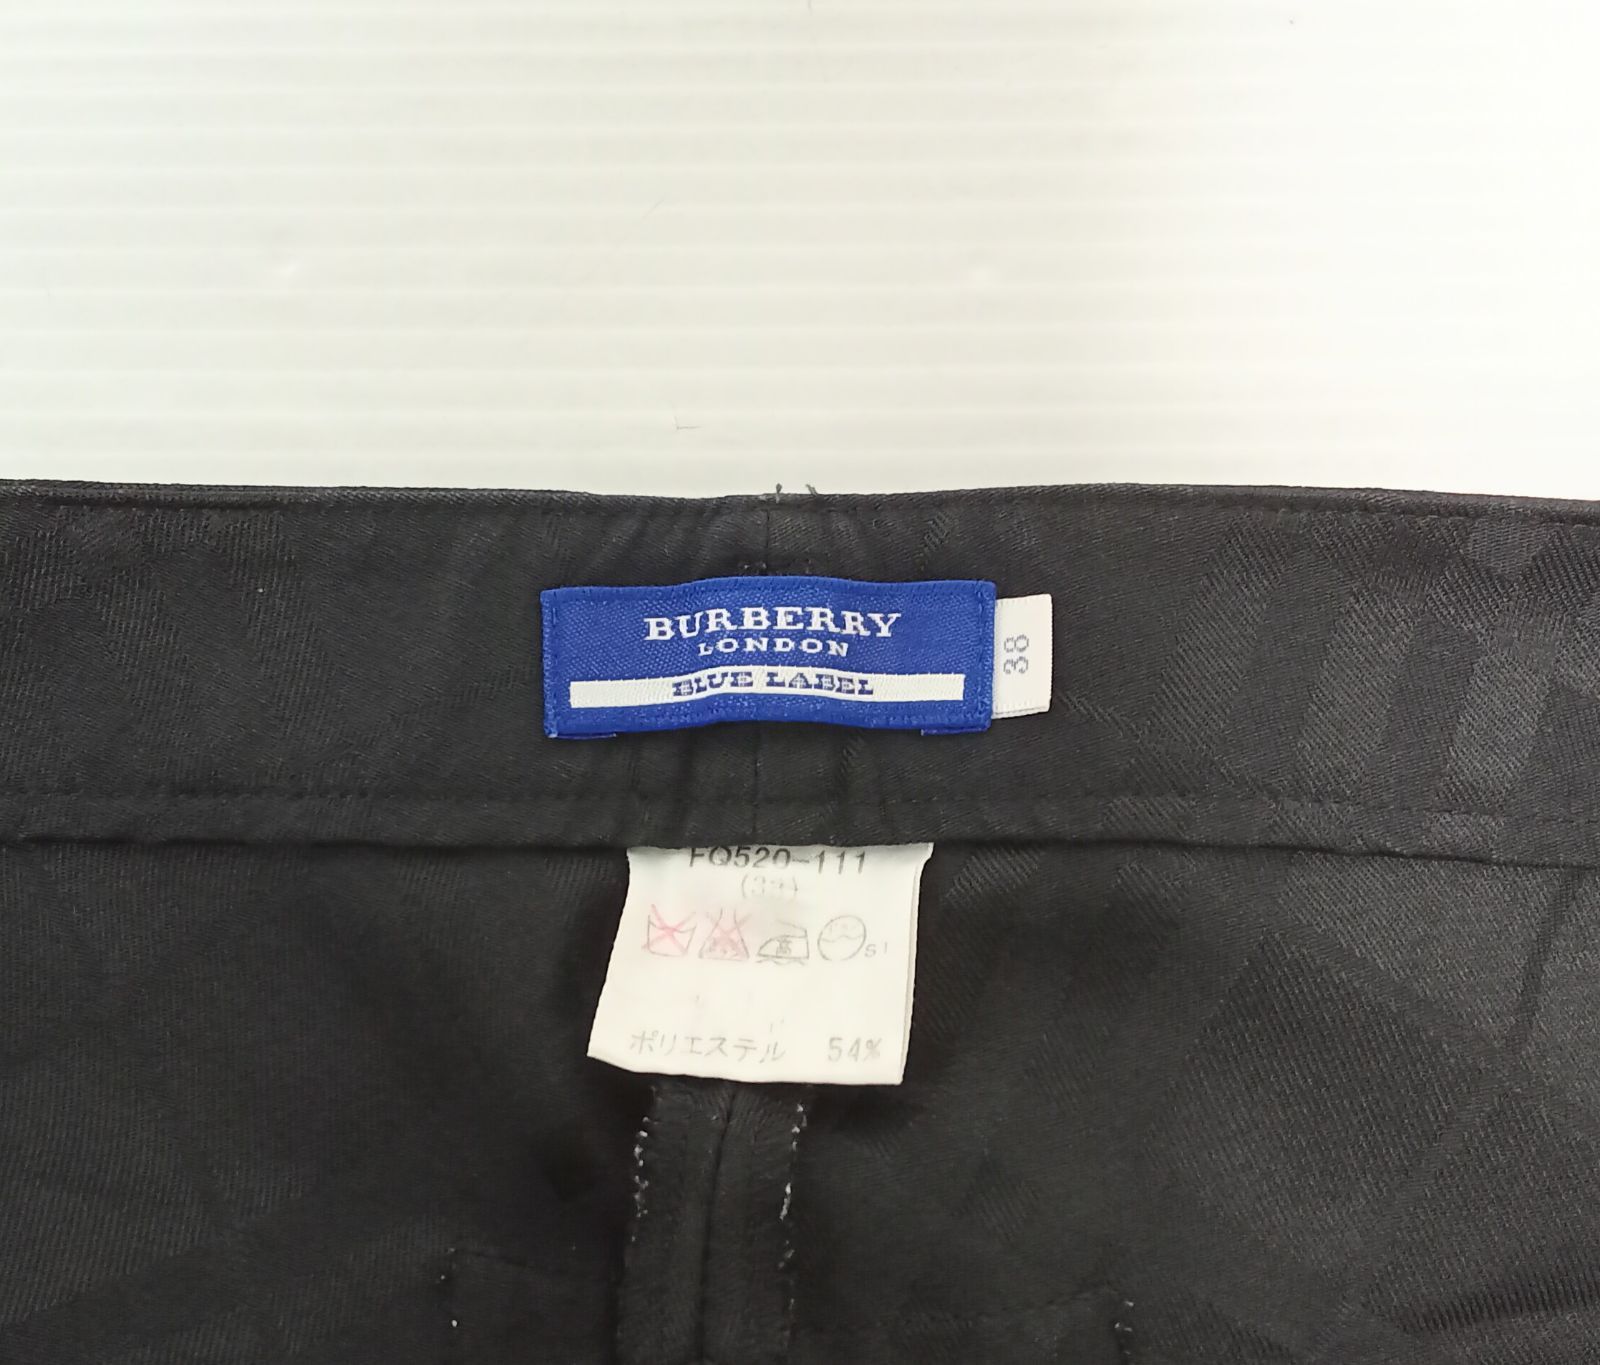 BURBERRY
LONDON
BLUE LABEL
38
FQ520-111
ポリエステル 54%